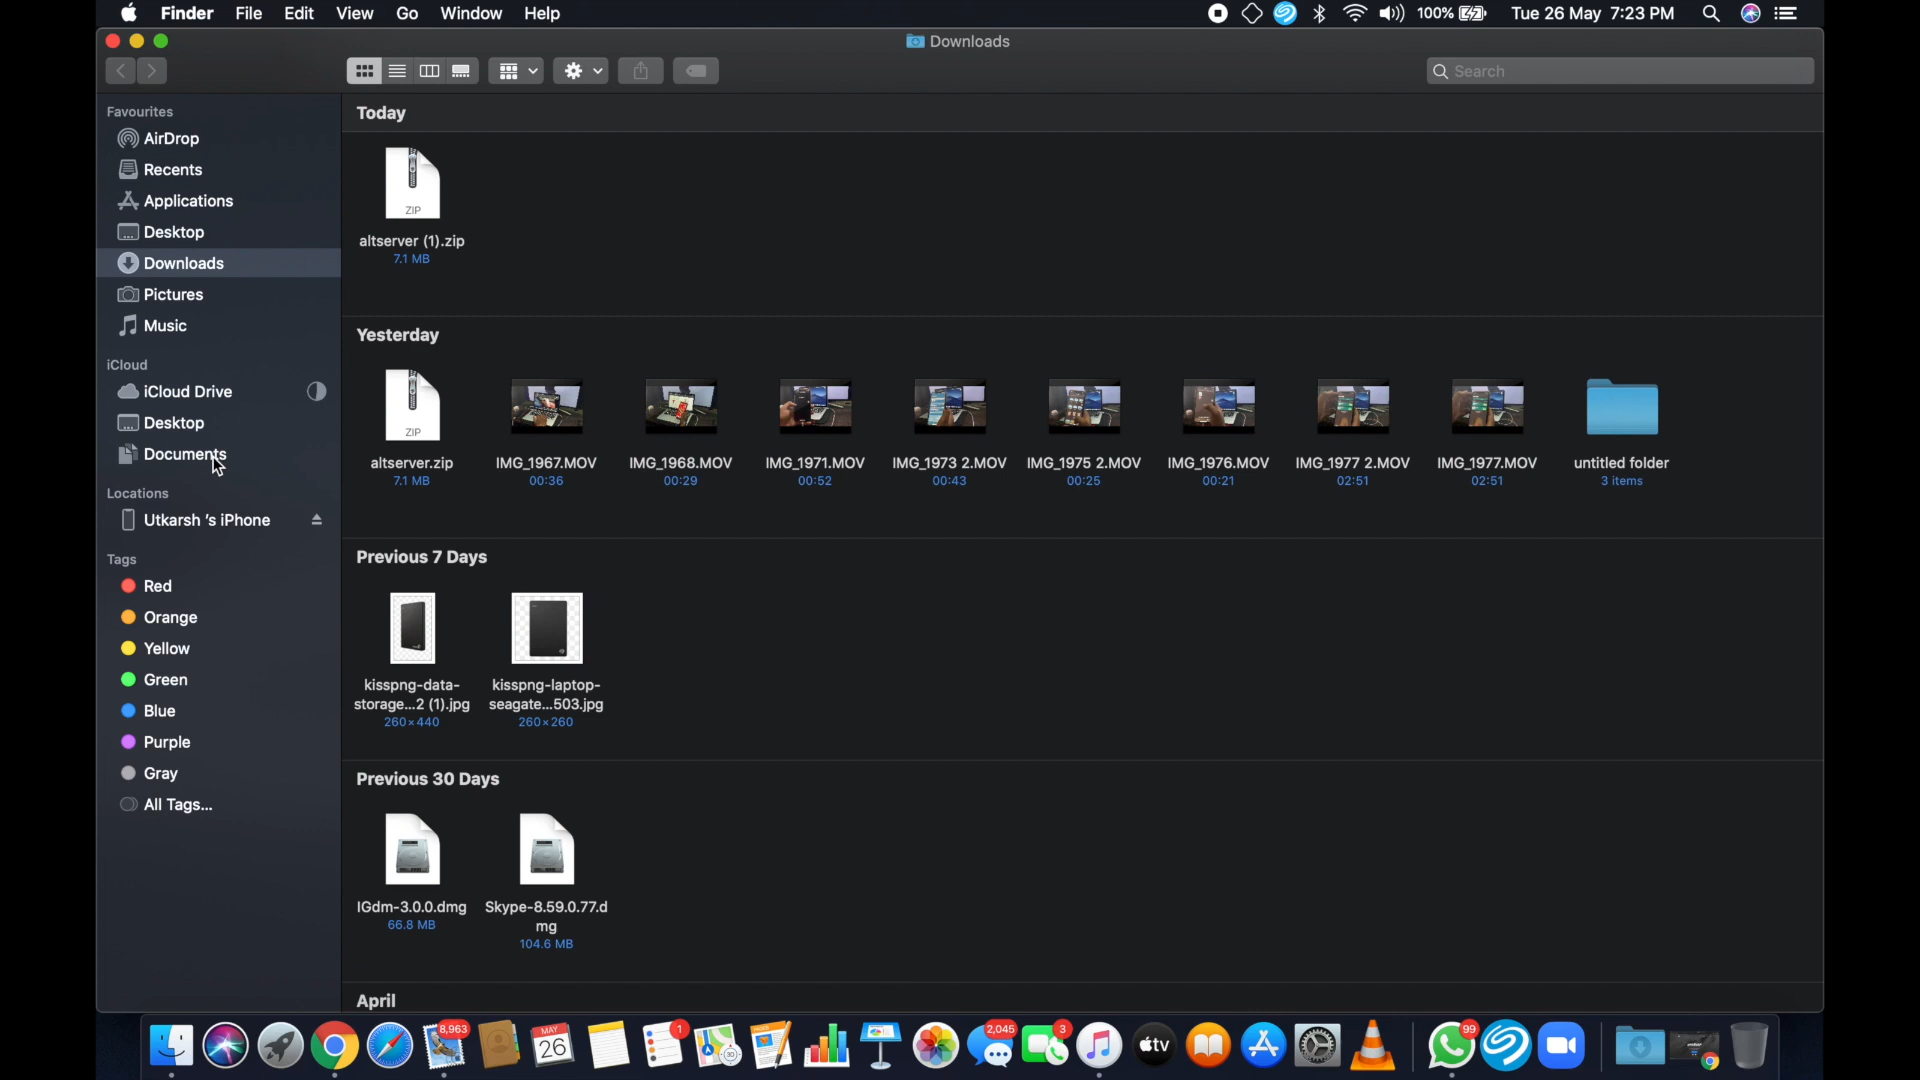 Finder File Edit View Go Window Help 100% Tue 26 May 7:23 PM
Downloads
Search
Favourites
AirDrop
Recents
Applications
Desktop
Downloads
Pictures
Music
iCloud
iCloud Drive
Desktop
Documents
Locations
Utkarsh 's iPhone
Tags
Red
Orange
Yellow
Green
Blue
Purple
Gray
All Tags...
Today
ZIP
altserver (1).zip
7.1 MB
Yesterday
ZIP
altserver.zip IMG_1967.MOV IMG_1968.MOV IMG_1971.MOV IMG_1973 2.MOV IMG_1975 2.MOV IMG_1976.MOV IMG_1977 2.MOV IMG_1977.MOV untitled folder
7.1 MB 00:36 00:29 00:52 00:43 00:25 00:21 02:51 02:51 3 items
Previous 7 Days
kisspng-data- kisspng-laptop-
storage...2 (1).jpg seagate...503.jpg
260×440 260×260
Previous 30 Days
IGdm-3.0.0.dmg Skype-8.59.0.77.d
mg
66.8 MB
104.6 MB
April
8,963 MAY 26 1 2,045 3 tv 99